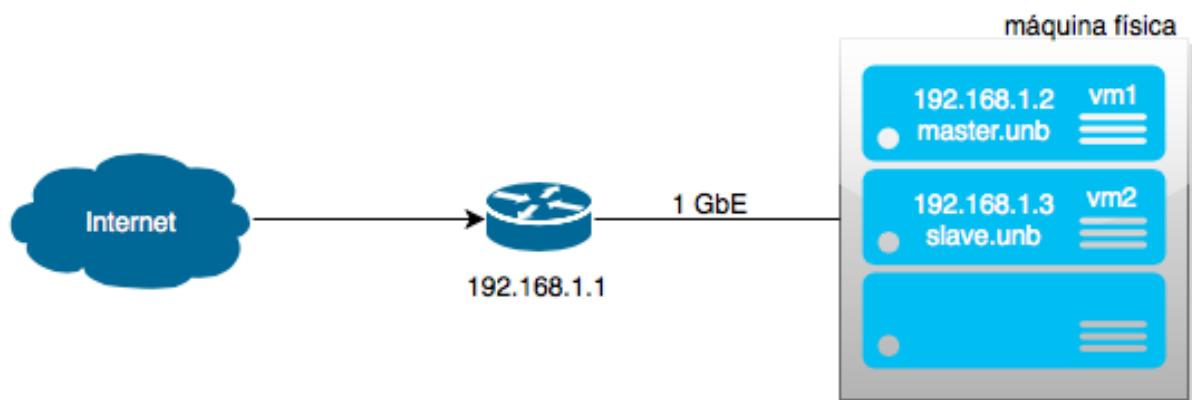 máquina física
192.168.1.2
master.unb
vm1
192.168.1.3
slave.unb
vm2
Internet
1 GbE
192.168.1.1